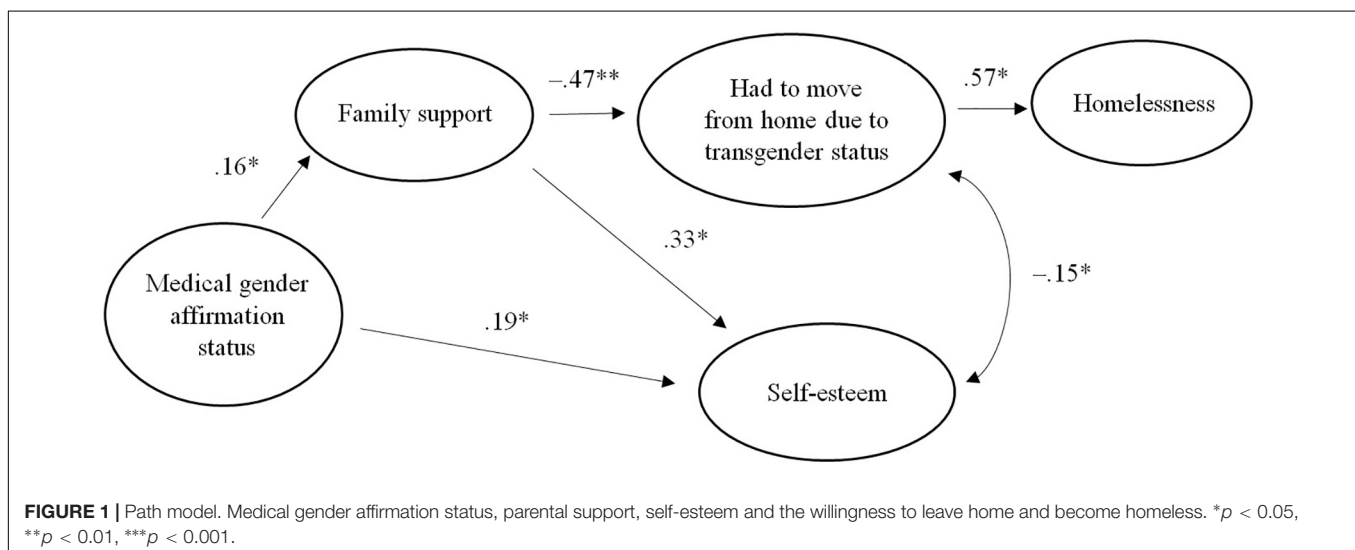 Family support
–.47**
Had to move
from home due to
transgender status
.57*
Homelessness
.16*
.33*
Medical gender
affirmation
status
.19*
–.15*
Self-esteem
FIGURE 1 | Path model. Medical gender affirmation status, parental support, self-esteem and the willingness to leave home and become homeless. *p < 0.05,
**p < 0.01, ***p < 0.001.